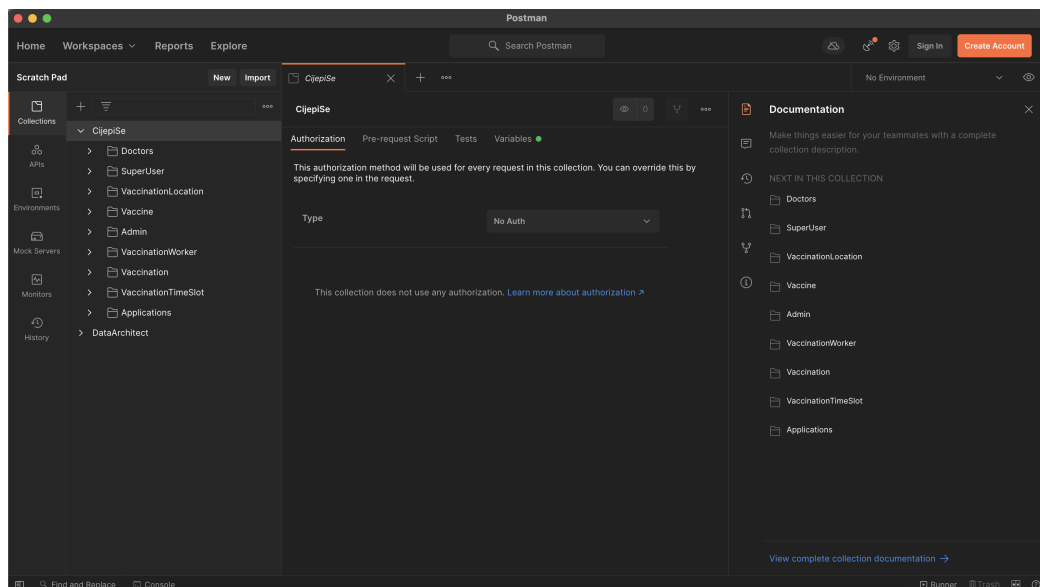 Postman
Home Workspaces Reports Explore Search Postman Sign In Create Account
Scratch Pad New Import CijepiSe No Environment
Collections
APIs
Environments
Mock Servers
Monitors
History
CijepiSe
Doctors
SuperUser
VaccinationLocation
Vaccine
Admin
VaccinationWorker
Vaccination
VaccinationTimeSlot
Applications
DataArchitect
CijepiSe 0
Authorization Pre-request Script Tests Variables
This authorization method will be used for every request in this collection. You can override this by
specifying one in the request.
Type No Auth
This collection does not use any authorization. Learn more about authorization ↗
Documentation
Make things easier for your teammates with a complete
collection description.
NEXT IN THIS COLLECTION
Doctors
SuperUser
VaccinationLocation
Vaccine
Admin
VaccinationWorker
Vaccination
VaccinationTimeSlot
Applications
View complete collection documentation →
Find and Replace Console Runner Trash